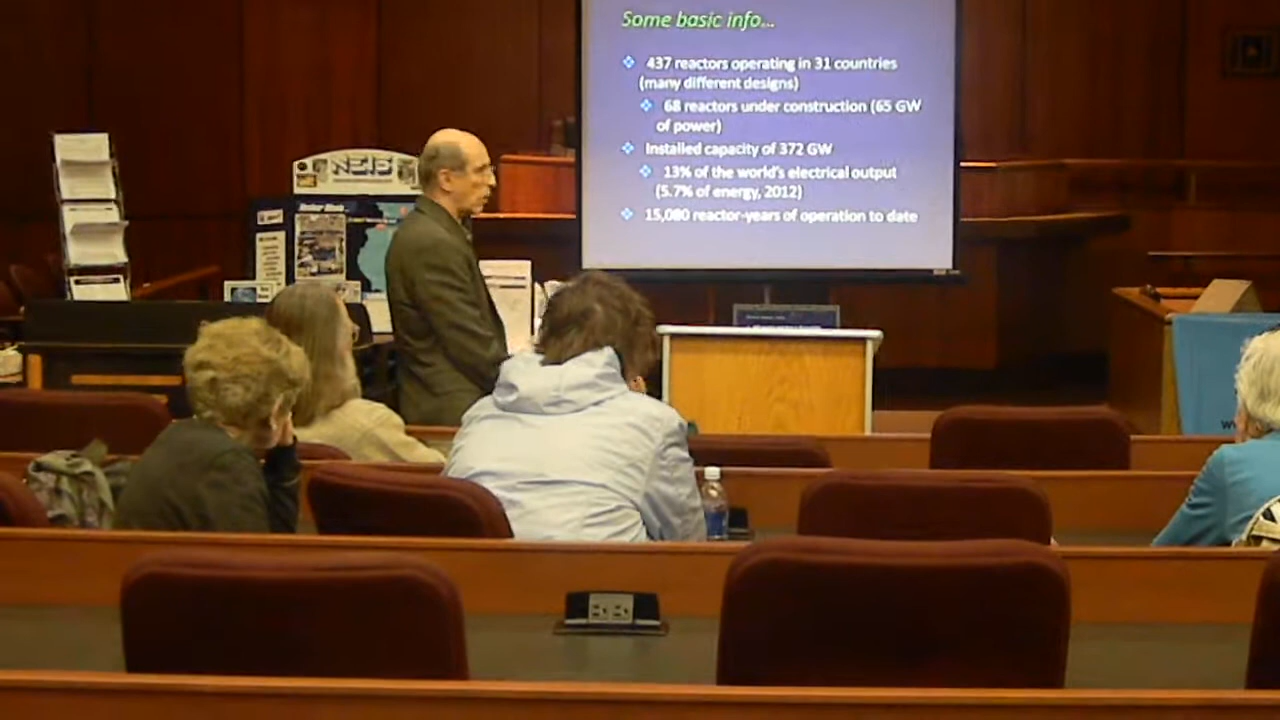 Some basic info...
437 reactors operating in 31 countries
(many different designs)
68 reactors under construction (65 GW
of power)
Installed capacity of 372 GW
13% of the world's electrical output
(5.7% of energy, 2012)
15,080 reactor-years of operation to date
NEIS